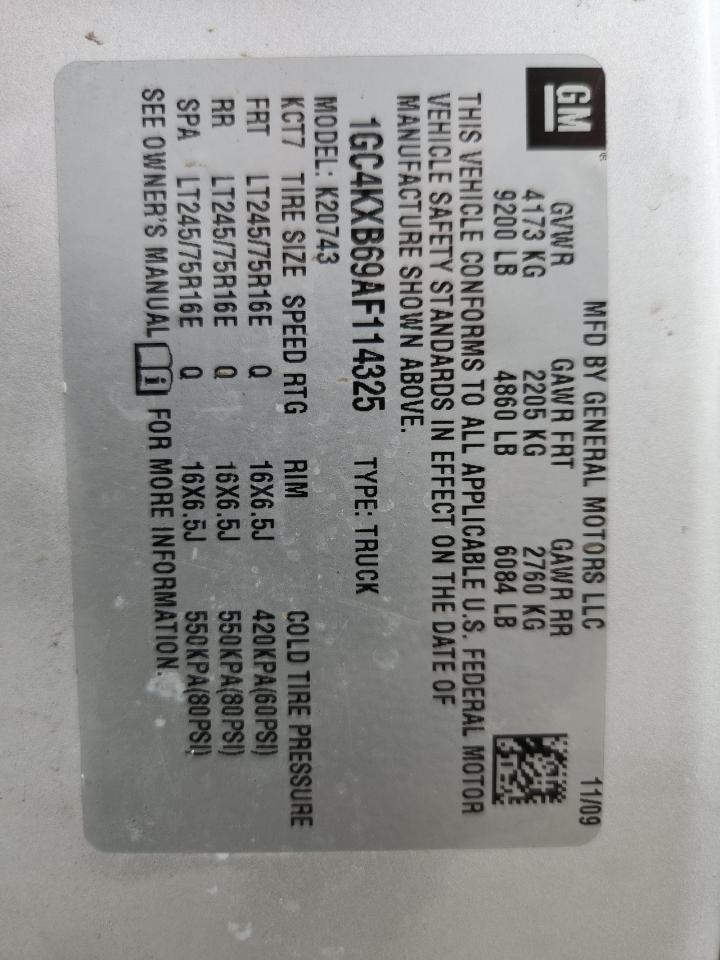 GM
MFD BY GENERAL MOTORS LLC 11/09
GVWR GAWR FRT GAWR RR
4173 KG 2205 KG 2760 KG
9200 LB 4860 LB 6084 LB
THIS VEHICLE CONFORMS TO ALL APPLICABLE U.S. FEDERAL MOTOR
VEHICLE SAFETY STANDARDS IN EFFECT ON THE DATE OF
MANUFACTURE SHOWN ABOVE.
1GC4KXB69AF114325 TYPE: TRUCK
MODEL: K20743
KCT7 TIRE SIZE SPEED RTG RIM COLD TIRE PRESSURE
FRT LT245/75R16E Q 16X6.5J 420KPA(60PSI)
RR LT245/75R16E Q 16X6.5J 550KPA(80PSI)
SPA LT245/75R16E Q 16X6.5J 550KPA(80PSI)
SEE OWNER'S MANUAL i FOR MORE INFORMATION.